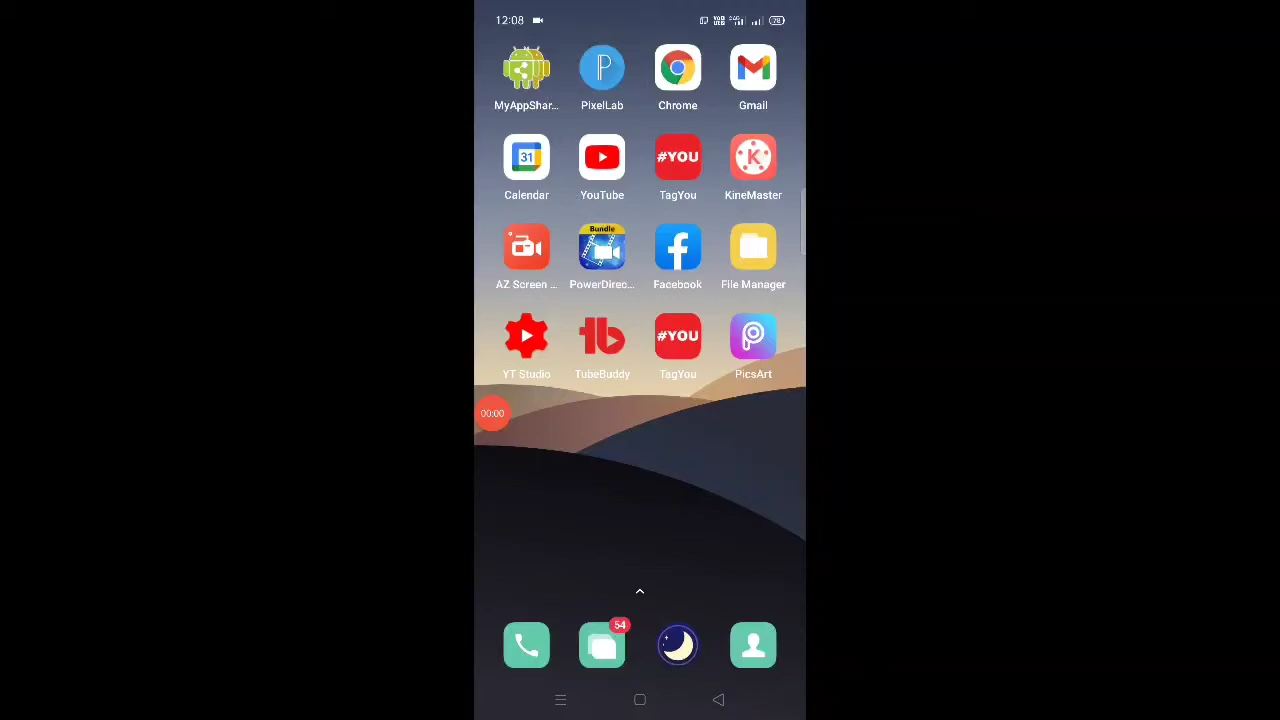 12:08
78
MyAppShar...
PixelLab
Chrome
Gmail
31
#YOU
K
Calendar
YouTube
TagYou
KineMaster
Bundle
AZ Screen ...
PowerDirec...
Facebook
File Manager
#YOU
YT Studio
TubeBuddy
TagYou
PicsArt
00:00
54